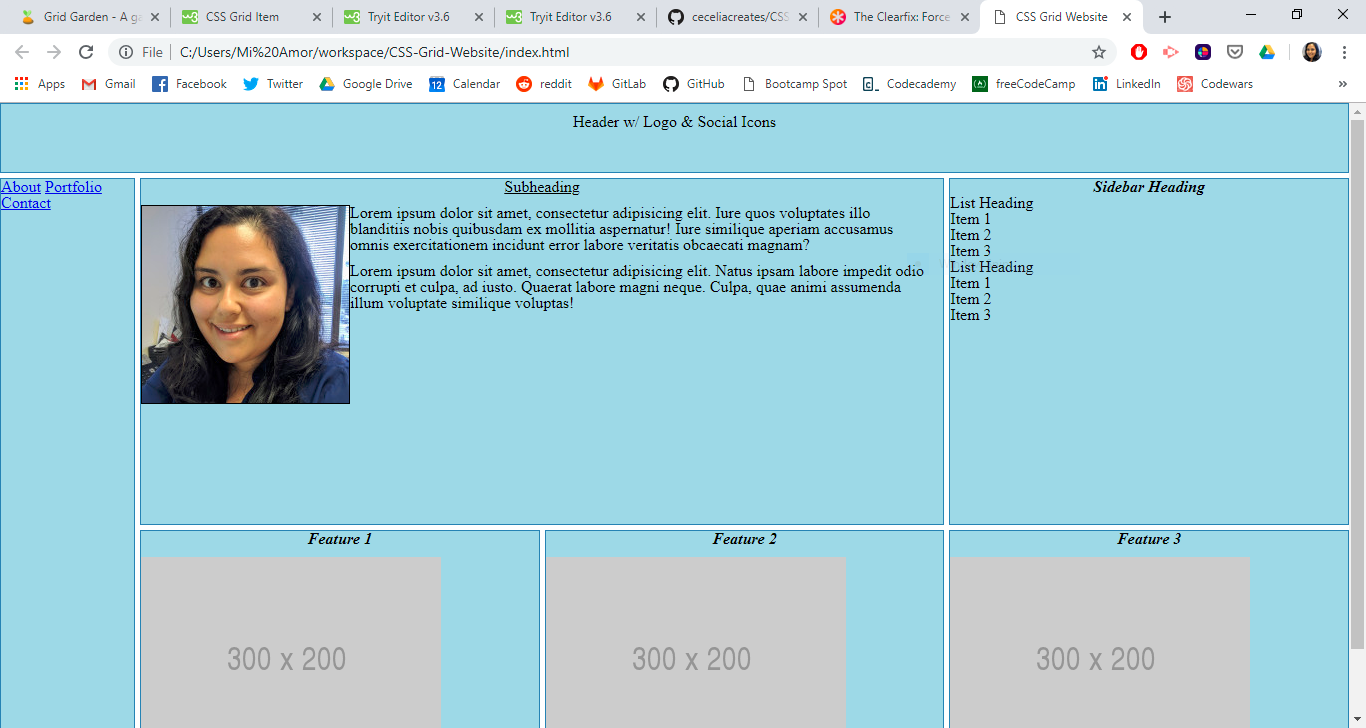 Grid Garden - A ga
CSS Grid Item
Tryit Editor v3.6
Tryit Editor v3.6
ceceliacreates/CSS
The Clearfix: Force
CSS Grid Website
File
C:/Users/Mi%20Amor/workspace/CSS-Grid-Website/index.html
Apps
Gmail
Facebook
Twitter
Google Drive
12
Calendar
reddit
GitLab
GitHub
Bootcamp Spot
Codecademy
freeCodeCamp
LinkedIn
Codewars
Header w/ Logo & Social Icons
About Portfolio
Contact
Subheading
Lorem ipsum dolor sit amet, consectetur adipisicing elit. Iure quos voluptates illo
blanditiis nobis quibusdam ex mollitia aspernatur! Iure similique aperiam accusamus
omnis exercitationem incidunt error labore veritatis obcaecati magnam?
Lorem ipsum dolor sit amet, consectetur adipisicing elit. Natus ipsam labore impedit odio
corrupti et culpa, ad iusto. Quaerat labore magni neque. Culpa, quae animi assumenda
illum voluptate similique voluptas!
Sidebar Heading
List Heading
Item 1
Item 2
Item 3
List Heading
Item 1
Item 2
Item 3
Feature 1
300 x 200
Feature 2
300 x 200
Feature 3
300 x 200